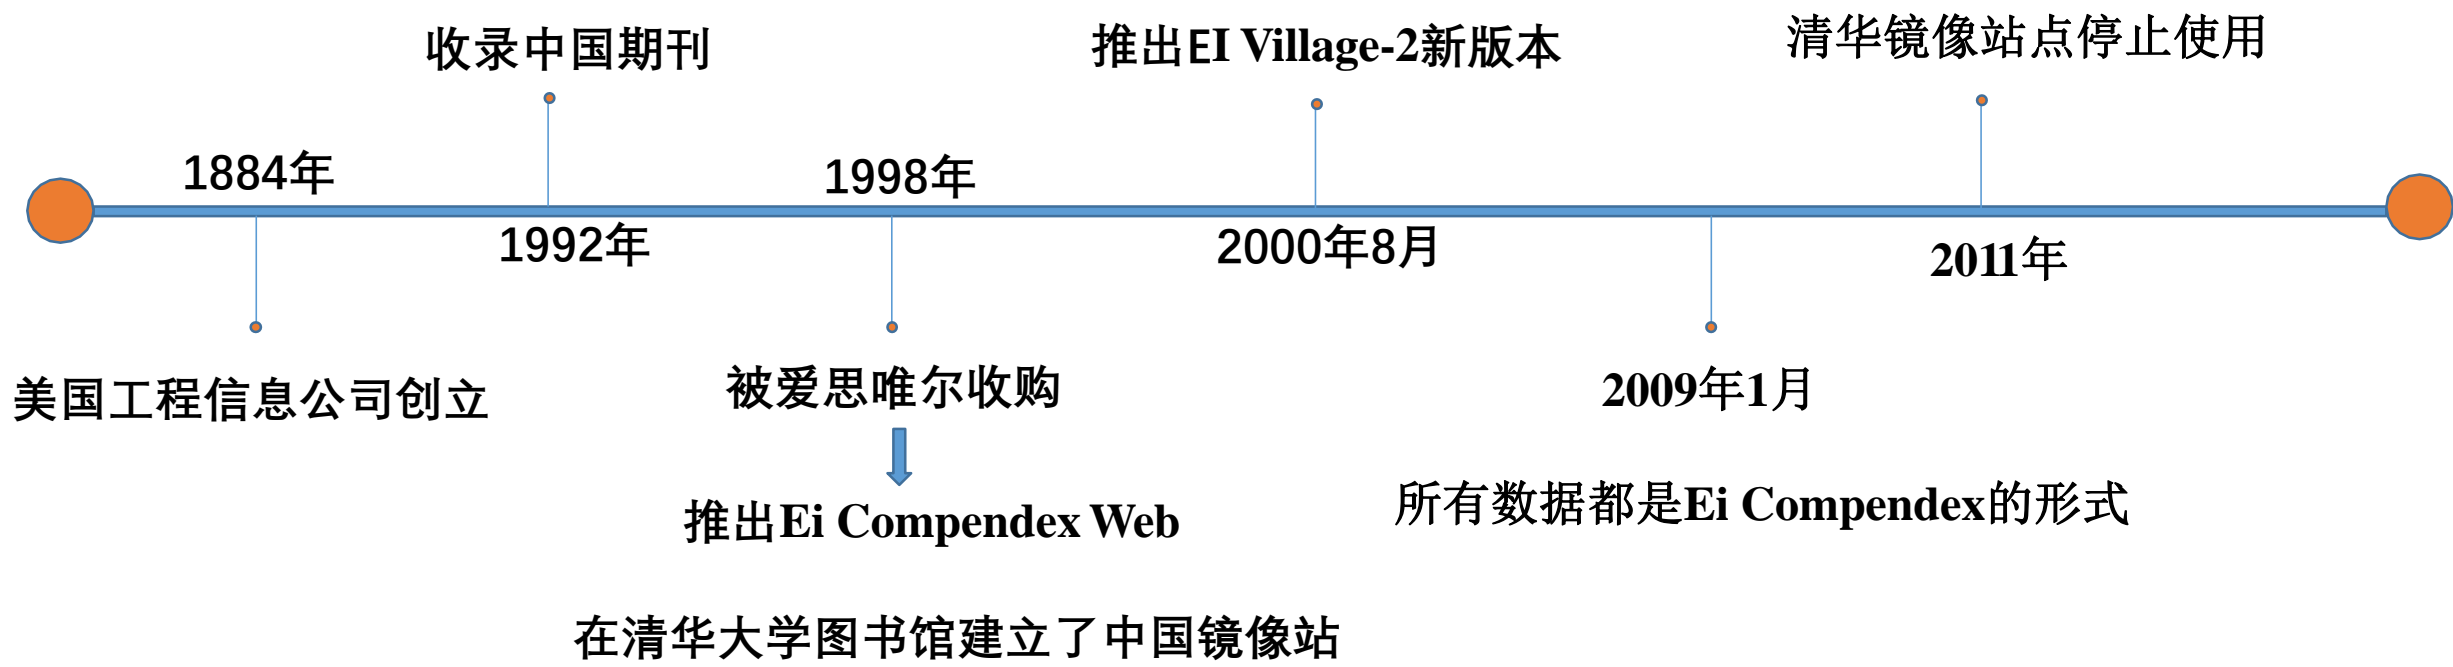 收录中国期刊
推出EI Village-2新版本
清华镜像站点停止使用
1884年
1998年
1992年
2000年8月
2011年
美国工程信息公司创立
被爱思唯尔收购
2009年1月
推出Ei Compendex Web
所有数据都是Ei Compendex的形式
在清华大学图书馆建立了中国镜像站